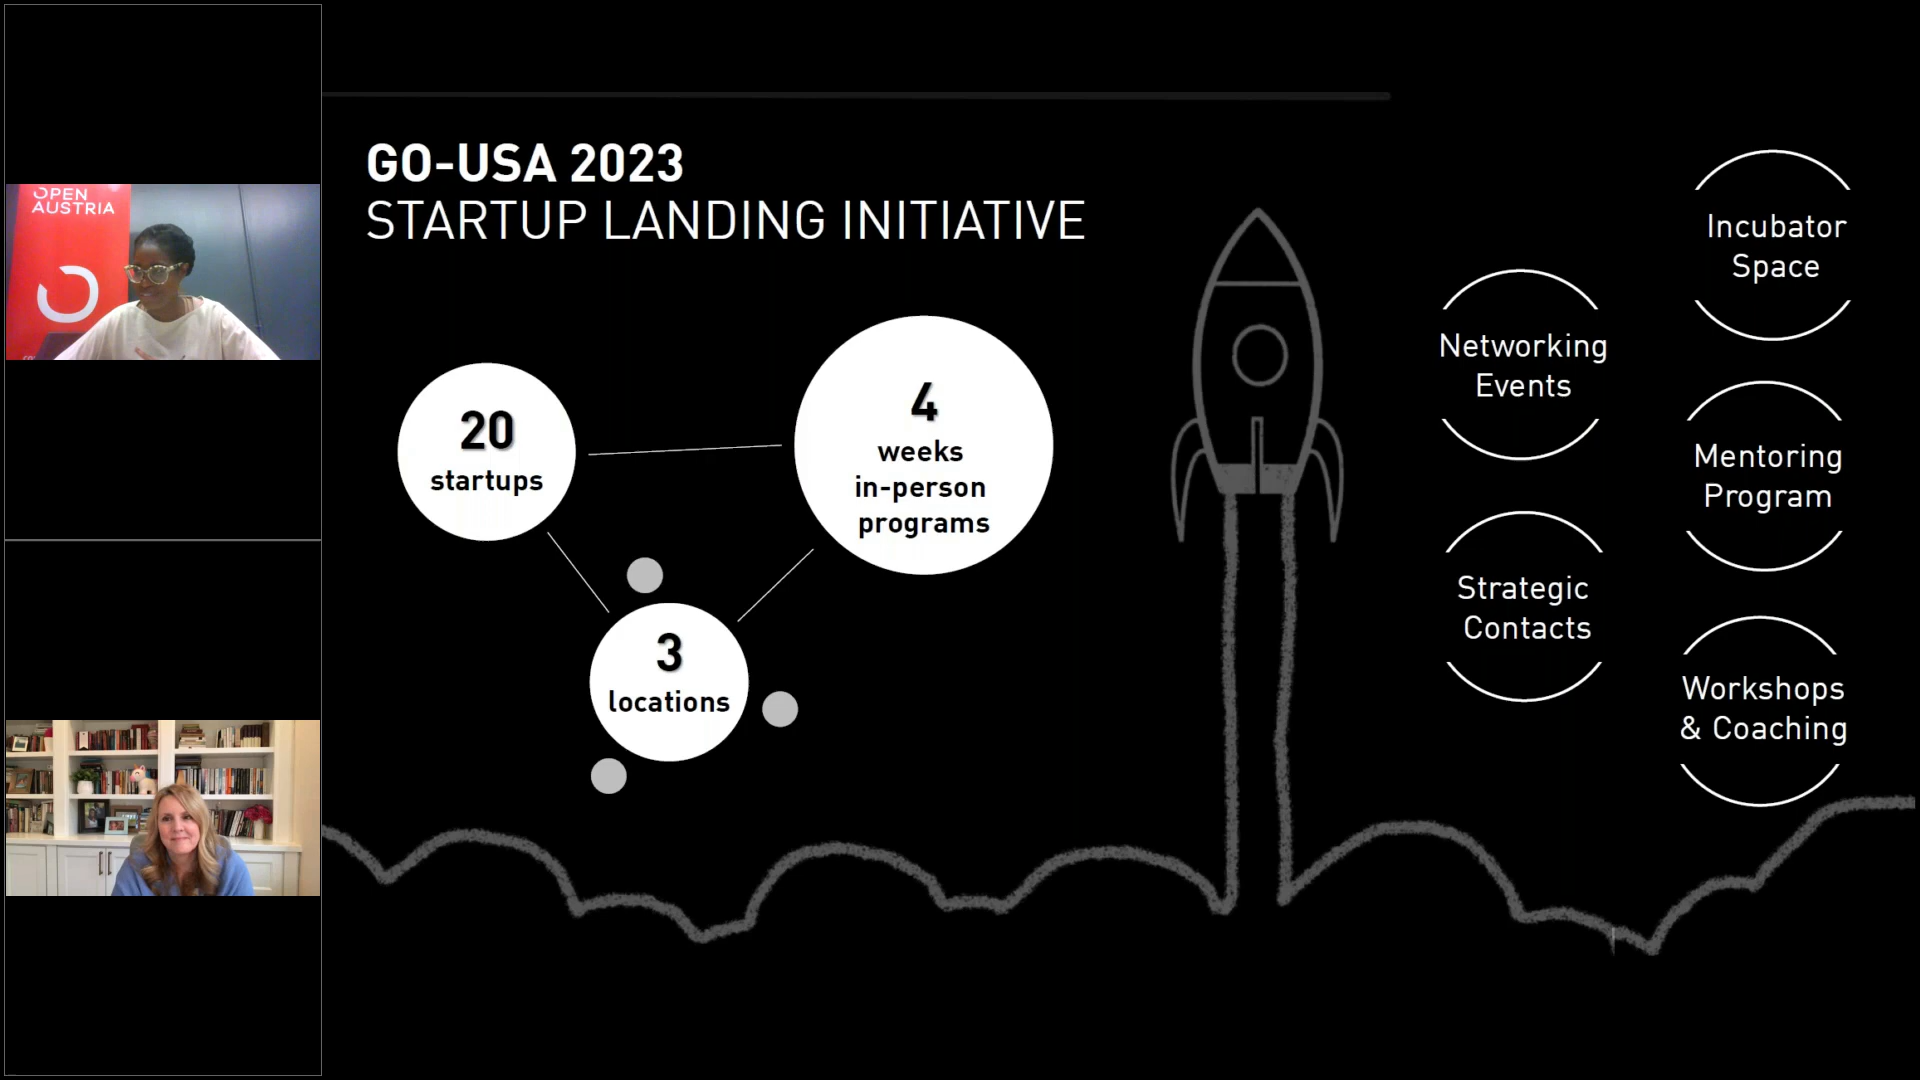 OPEN
AUSTRIA
GO-USA 2023
STARTUP LANDING INITIATIVE
20
startups
4
weeks
in-person
programs
3
locations
Networking
Events
Strategic
Contacts
Incubator
Space
Mentoring
Program
Workshops
& Coaching